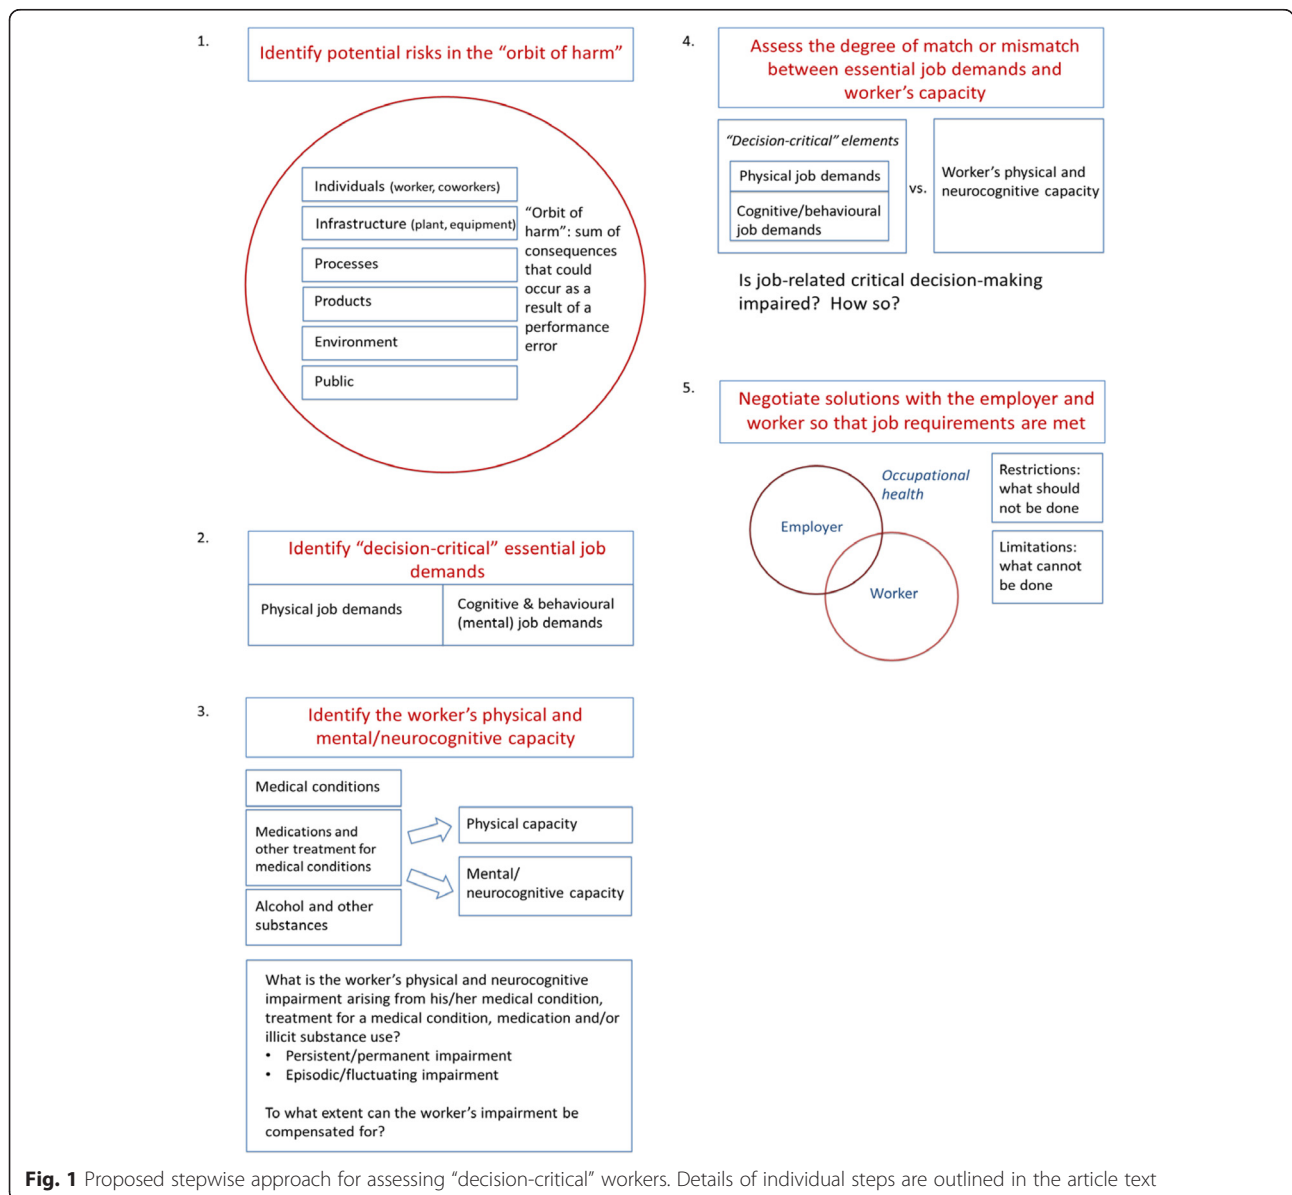 1.
Identify potential risks in the “orbit of harm”
Individuals (worker, coworkers)
Infrastructure (plant, equipment)
Processes
Products
Environment
Public
“Orbit of
harm”: sum of
consequences
that could
occur as a
result of a
performance
error
2.
Identify “decision-critical” essential job
demands
Physical job demands
Cognitive & behavioural
(mental) job demands
3.
Identify the worker’s physical and
mental/neurocognitive capacity
Medical conditions
Medications and
other treatment for
medical conditions
Alcohol and other
substances
Physical capacity
Mental/
neurocognitive capacity
What is the worker’s physical and neurocognitive
impairment arising from his/her medical condition,
treatment for a medical condition, medication and/or
illicit substance use?
• Persistent/permanent impairment
• Episodic/fluctuating impairment
To what extent can the worker’s impairment be
compensated for?
4.
Assess the degree of match or mismatch
between essential job demands and
worker’s capacity
“Decision-critical” elements
Physical job demands
Cognitive/behavioural
job demands
vs.
Worker’s physical and
neurocognitive capacity
Is job-related critical decision-making
impaired? How so?
5.
Negotiate solutions with the employer and
worker so that job requirements are met
Occupational
health
Employer
Worker
Restrictions:
what should
not be done
Limitations:
what cannot
be done
Fig. 1 Proposed stepwise approach for assessing “decision-critical” workers. Details of individual steps are outlined in the article text